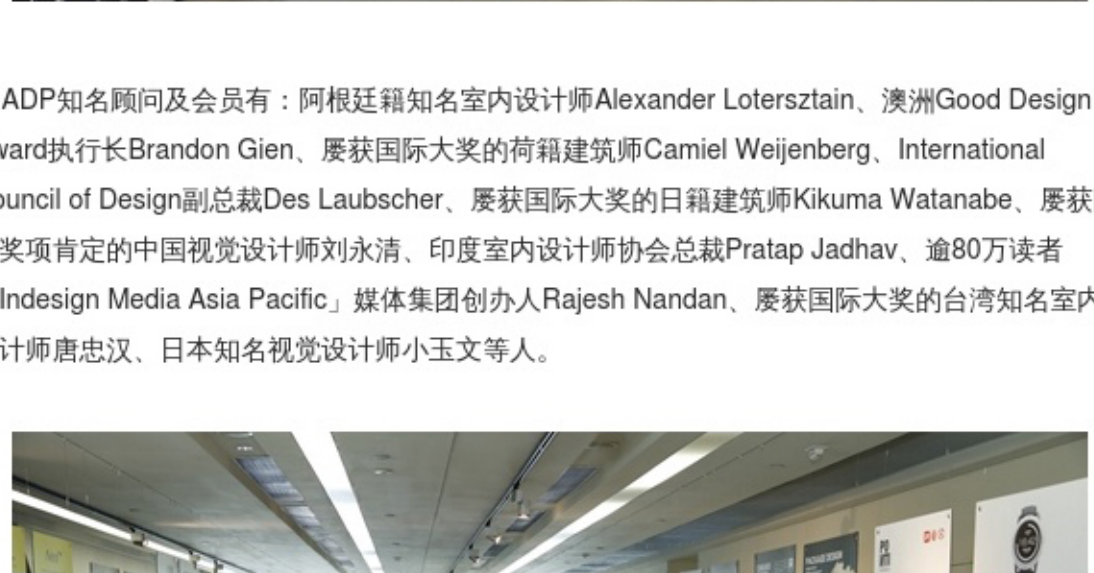 ADP知名顾问及会员有：阿根廷籍知名室内设计师Alexander Lotersztain、澳洲Good Design
ward执行长Brandon Gien、屡获国际大奖的荷籍建筑师Camiel Weijenberg、International
ouncil of Design副总裁Des Laubscher、屡获国际大奖的日籍建筑师Kikuma Watanabe、屡获
奖项肯定的中国视觉设计师刘永清、印度室内设计师协会总裁Pratap Jadhav、逾80万读者
Indesign Media Asia Pacific」媒体集团创办人Rajesh Nandan、屡获国际大奖的台湾知名室内
计师唐忠汉、日本知名视觉设计师小玉文等人。